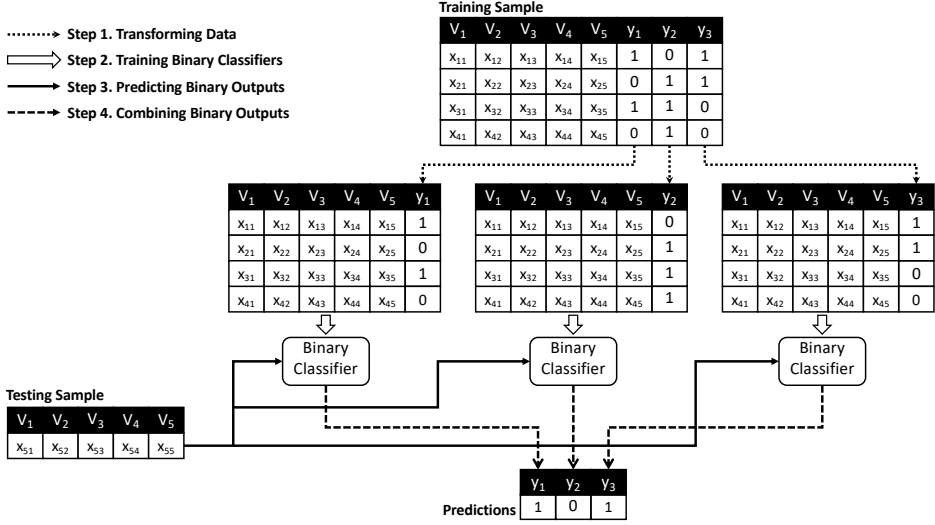 Training Sample
V1 V2 V3 V4 V5 y1 y2 y3
x11 x12 x13 x14 x15 1 0 1
x21 x22 x23 x24 x25 0 1 1
x31 x32 x33 x34 x35 1 1 0
x41 x42 x43 x44 x45 0 1 0
Step 1. Transforming Data
Step 2. Training Binary Classifiers
Step 3. Predicting Binary Outputs
Step 4. Combining Binary Outputs
V1 V2 V3 V4 V5 y1
x11 x12 x13 x14 x15 1
x21 x22 x23 x24 x25 0
x31 x32 x33 x34 x35 1
x41 x42 x43 x44 x45 0
V1 V2 V3 V4 V5 y2
x11 x12 x13 x14 x15 0
x21 x22 x23 x24 x25 1
x31 x32 x33 x34 x35 1
x41 x42 x43 x44 x45 1
V1 V2 V3 V4 V5 y3
x11 x12 x13 x14 x15 1
x21 x22 x23 x24 x25 1
x31 x32 x33 x34 x35 0
x41 x42 x43 x44 x45 0
Binary
Classifier
Binary
Classifier
Binary
Classifier
Testing Sample
V1 V2 V3 V4 V5
x51 x52 x53 x54 x55
y1 y2 y3
Predictions 1 0 1